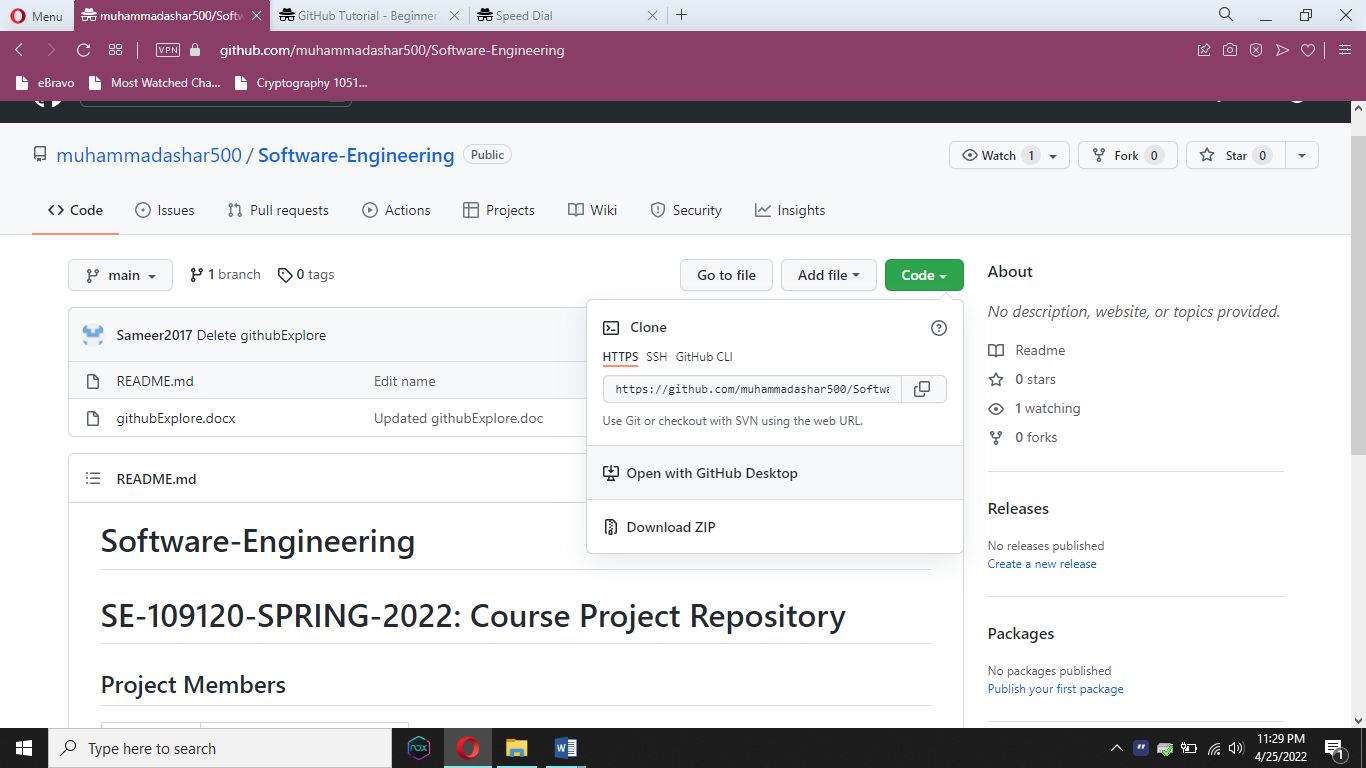 Menu
muhammadashar500/Softw
GitHub Tutorial - Beginner'
Speed Dial
VPN
github.com/muhammadashar500/Software-Engineering
eBravo
Most Watched Cha...
Cryptography 1051...
muhammadashar500 / Software-Engineering Public
Watch 1
Fork 0
Star 0
Code
Issues
Pull requests
Actions
Projects
Wiki
Security
Insights
main
1 branch
0 tags
Go to file
Add file
Code
Sameer2017 Delete githubExplore
README.md Edit name
githubExplore.docx Updated githubExplore.doc
Clone
HTTPS SSH GitHub CLI
https://github.com/muhammadashar500/Softwa
Use Git or checkout with SVN using the web URL.
Open with GitHub Desktop
Download ZIP
README.md
Software-Engineering
SE-109120-SPRING-2022: Course Project Repository
Project Members
About
No description, website, or topics provided.
Readme
0 stars
1 watching
0 forks
Releases
No releases published
Create a new release
Packages
No packages published
Publish your first package
Type here to search
nox
11:29 PM
4/25/2022
1